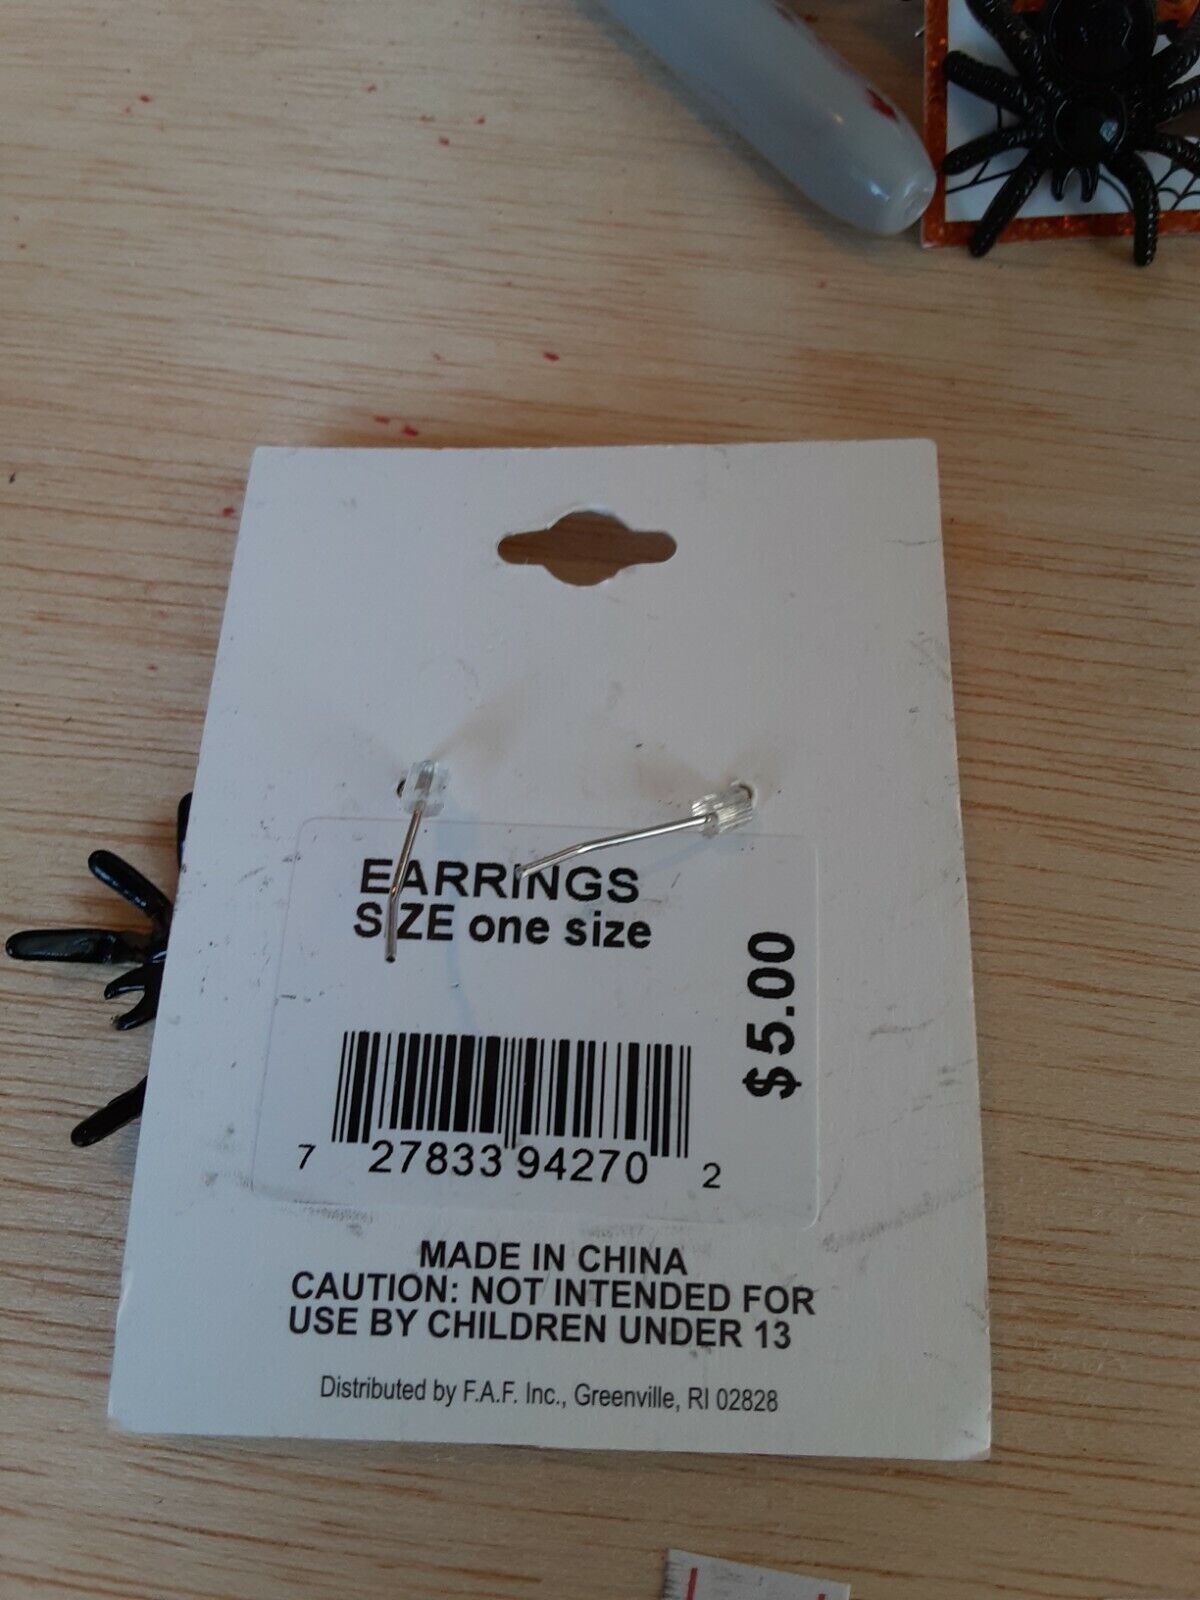 EARRINGS
SIZE one size
$5.00
7 27833 94270 2
MADE IN CHINA
CAUTION: NOT INTENDED FOR
USE BY CHILDREN UNDER 13
Distributed by F.A.F. Inc., Greenville, RI 02828